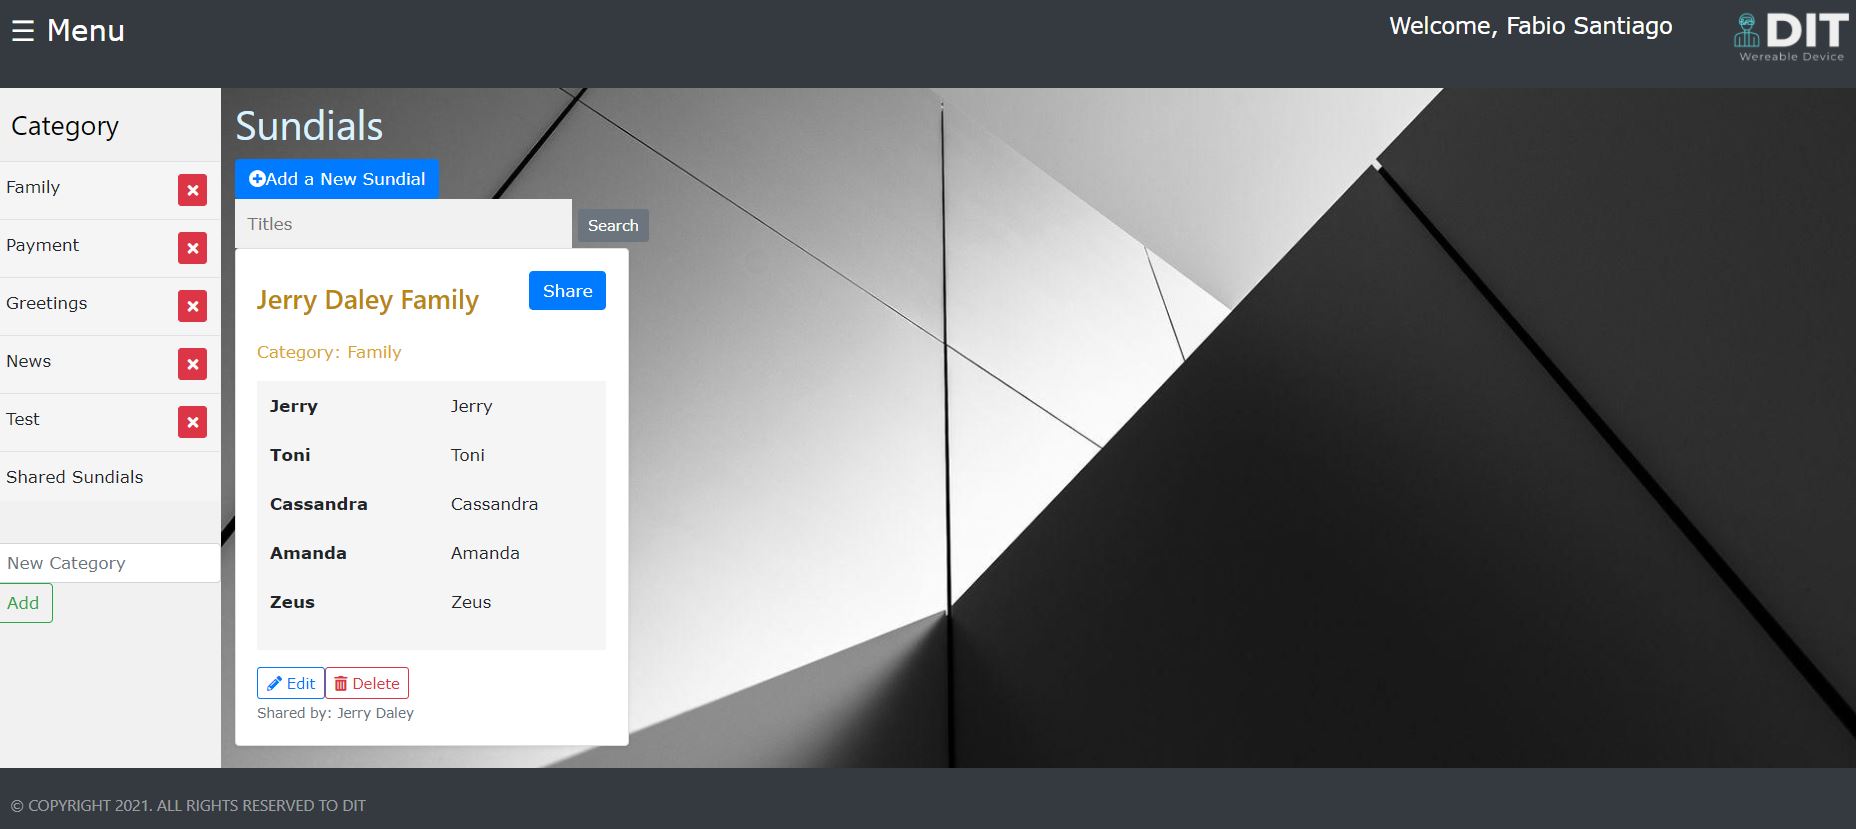 ☰ Menu
Welcome, Fabio Santiago
DIT
Wereable Device
Category
Family
Payment
Greetings
News
Test
Shared Sundials
New Category
Add
Sundials
Add a New Sundial
Titles
Search
Jerry Daley Family
Share
Category: Family
Jerry Jerry
Toni Toni
Cassandra Cassandra
Amanda Amanda
Zeus Zeus
Edit Delete
Shared by: Jerry Daley
© COPYRIGHT 2021. ALL RIGHTS RESERVED TO DIT